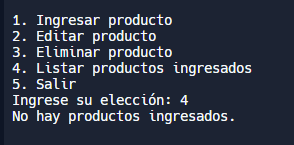 1. Ingresar producto
2. Editar producto
3. Eliminar producto
4. Listar productos ingresados
5. Salir
Ingrese su elección: 4
No hay productos ingresados.